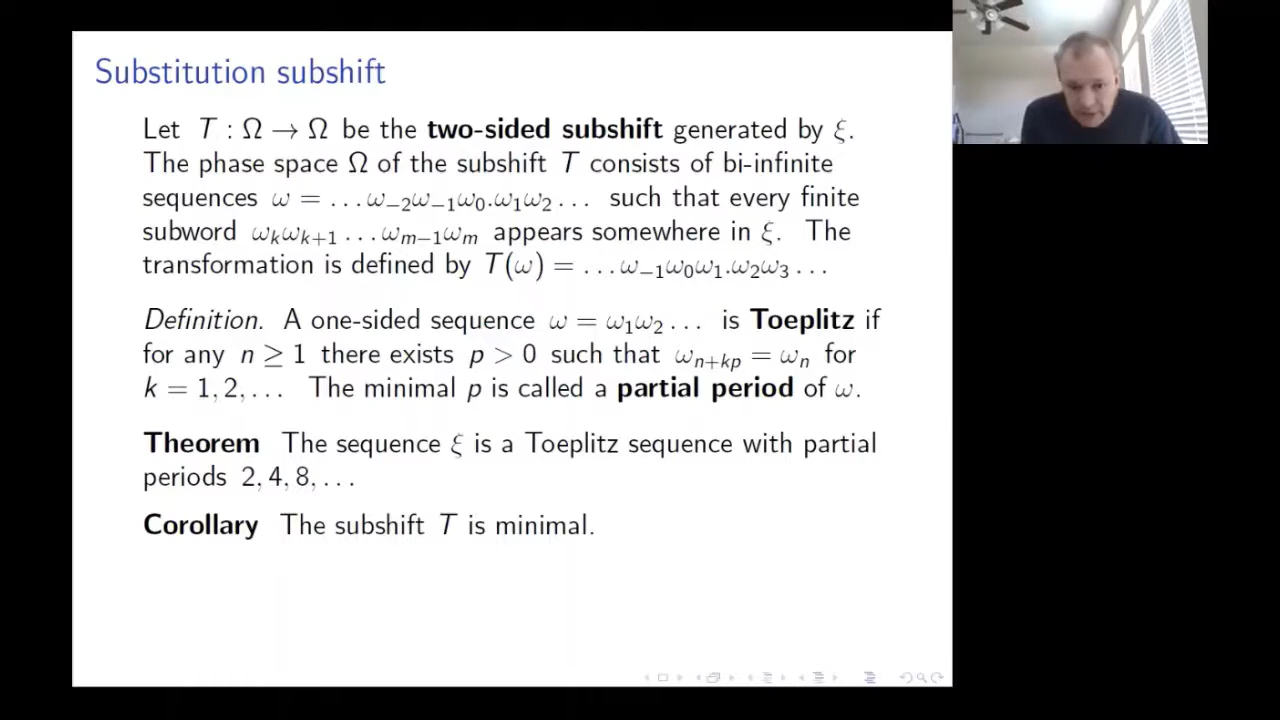 Substitution subshift
Let T : Ω → Ω be the two-sided subshift generated by ξ.
The phase space Ω of the subshift T consists of bi-infinite
sequences ω = …ω₋₂ω₋₁ω₀.ω₁ω₂… such that every finite
subword ωₖωₖ₊₁…ωₘ₋₁ωₘ appears somewhere in ξ. The
transformation is defined by T(ω) = …ω₋₁ω₀ω₁.ω₂ω₃…
Definition. A one-sided sequence ω = ω₁ω₂… is Toeplitz if
for any n ≥ 1 there exists p > 0 such that ωₙ₊ₖₚ = ωₙ for
k = 1, 2, … The minimal p is called a partial period of ω.
Theorem The sequence ξ is a Toeplitz sequence with partial
periods 2, 4, 8, …
Corollary The subshift T is minimal.